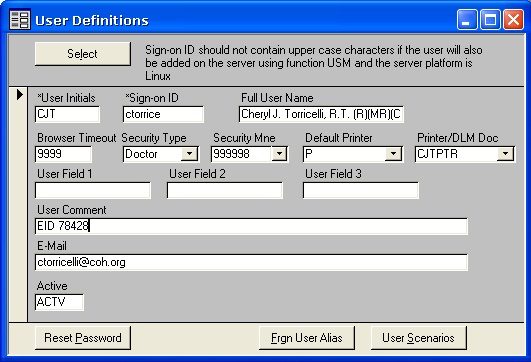 User Definitions
Select
Sign-on ID should not contain upper case characters if the user will also
be added on the server using function USM and the server platform is
Linux
*User Initials *Sign-on ID Full User Name
CJT ctorrice Cheryl J. Torricelli, R.T. (R)(MR)(C
Browser Timeout Security Type Security Mne Default Printer Printer/DLM Doc
9999 Doctor 999998 P CJTPTR
User Field 1 User Field 2 User Field 3
User Comment
EID 78428
E-Mail
ctorricelli@coh.org
Active
ACTV
Reset Password Frgn User Alias User Scenarios